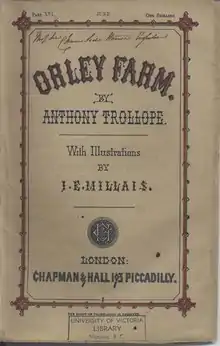 PART XVI. JUNE ONE SHILLING
ORLEY FARM.
BY
ANTHONY TROLLOPE.
With Illustrations
BY
J.E. MILLAIS.
LONDON:
CHAPMAN & HALL 193 PICCADILLY.
UNIVERSITY OF VICTORIA
LIBRARY